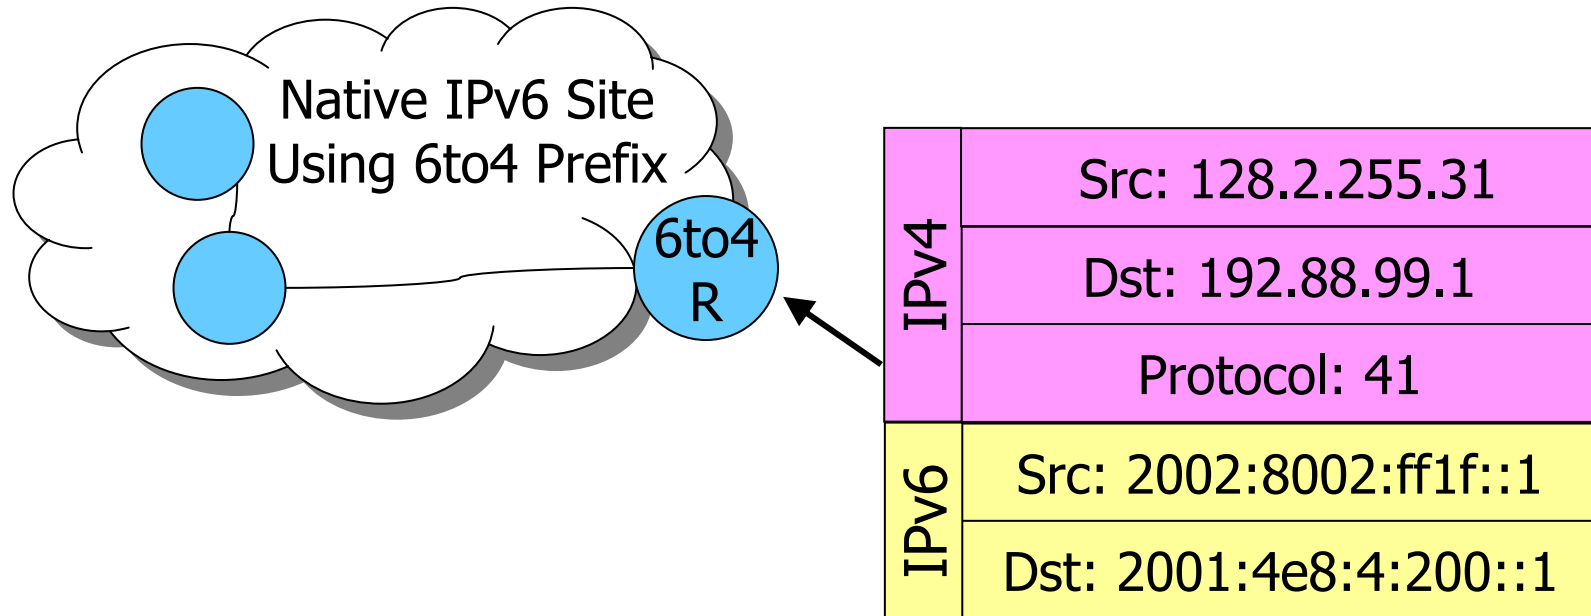 Native IPv6 Site
Using 6to4 Prefix
6to4
R
IPv4
Src: 128.2.255.31
Dst: 192.88.99.1
Protocol: 41
IPv6
Src: 2002:8002:ff1f::1
Dst: 2001:4e8:4:200::1